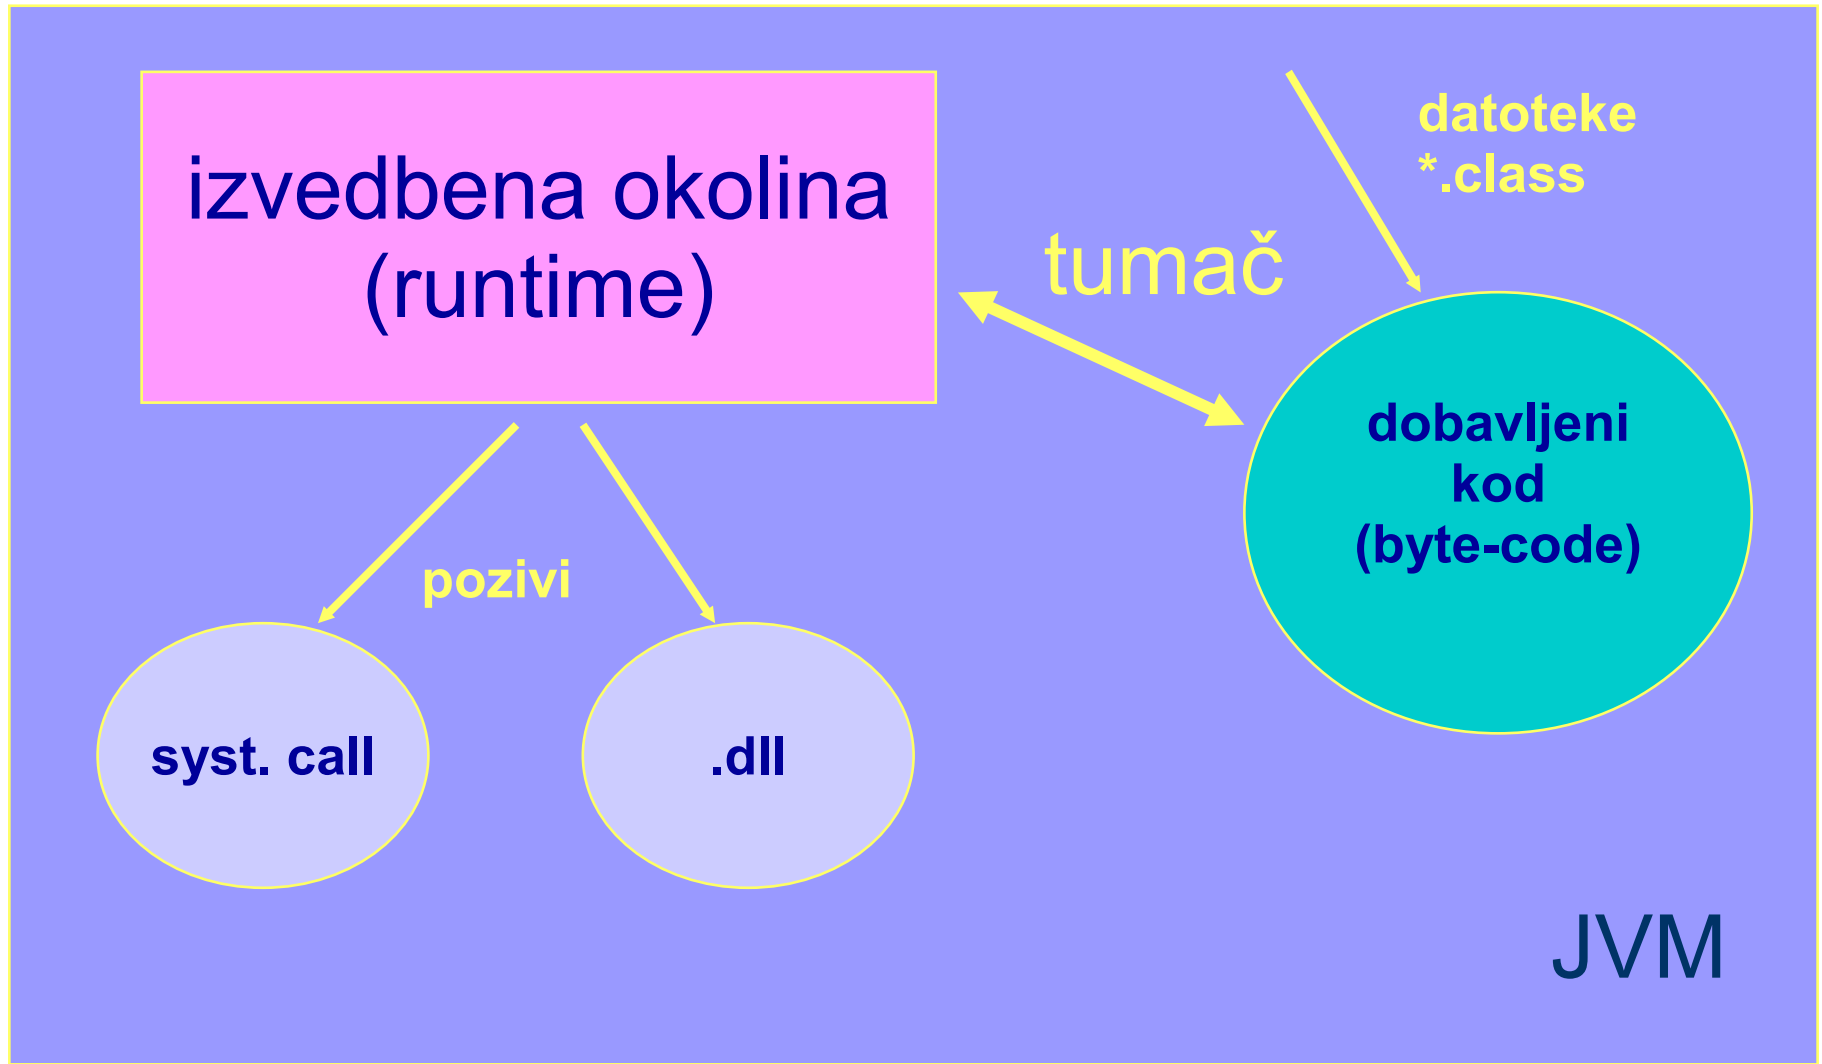 izvedbena okolina
(runtime)
datoteke
*.class
tumač
dobavljeni
kod
(byte-code)
pozivi
syst. call
.dll
JVM